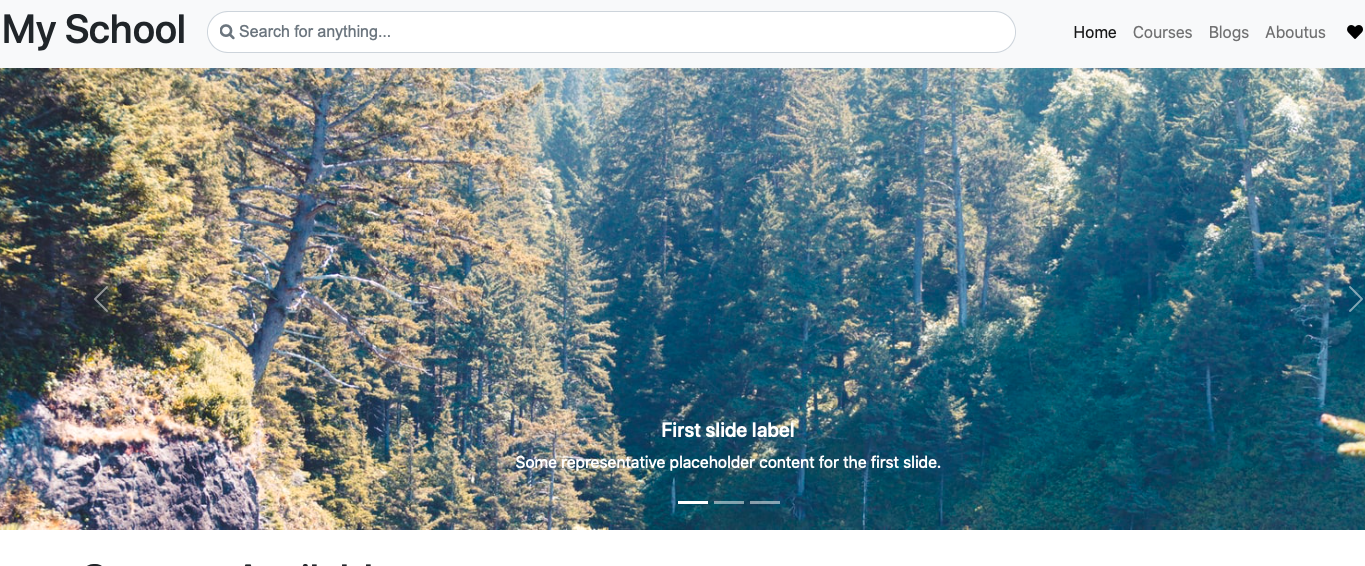 My School
Search for anything...
Home Courses Blogs Aboutus
First slide label
Some representative placeholder content for the first slide.